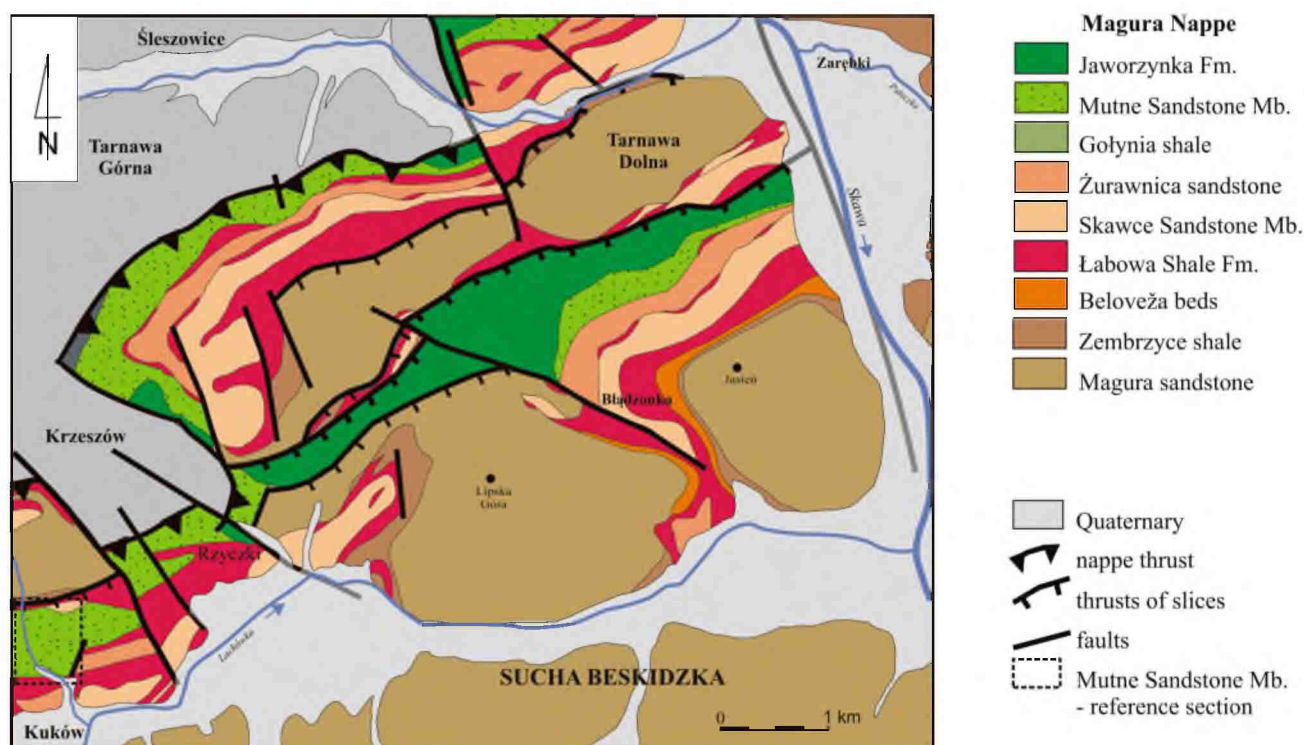 Śleszowice
Zarębki
Paleczka
N
Tarnawa
Górna
Tarnawa
Dolna
Skawa
Jasień
Błądzonka
Krzeszów
Lipska
Góra
Rzyczki
Lachówka
SUCHA BESKIDZKA
Kuków
0 1 km
Magura Nappe
Jaworzynka Fm.
Mutne Sandstone Mb.
Gołynia shale
Żurawnica sandstone
Skawce Sandstone Mb.
Łabowa Shale Fm.
Beloveža beds
Zembrzyce shale
Magura sandstone
Quaternary
nappe thrust
thrusts of slices
faults
Mutne Sandstone Mb.
- reference section